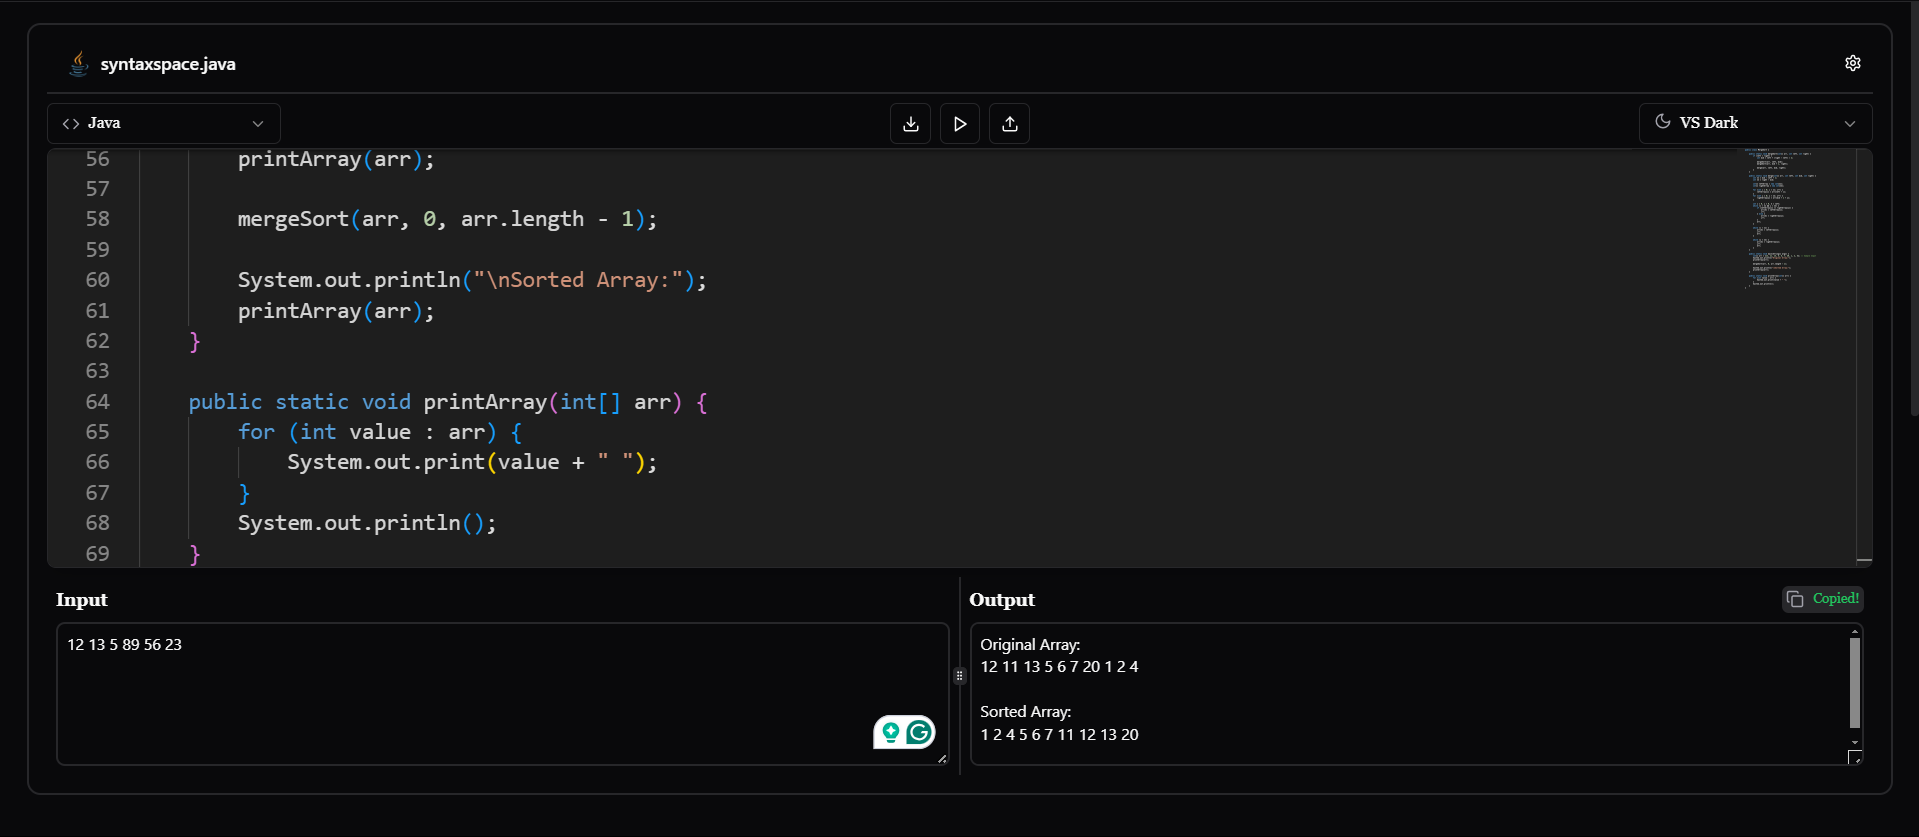 syntaxspace.java
Java
VS Dark
56 printArray(arr);
57
58 mergeSort(arr, 0, arr.length - 1);
59
60 System.out.println("\nSorted Array:");
61 printArray(arr);
62 }
63
64 public static void printArray(int[] arr) {
65 for (int value : arr) {
66 System.out.print(value + " ");
67 }
68 System.out.println();
69 }
Input
12 13 5 89 56 23
Output
Copied!
Original Array:
12 11 13 5 6 7 20 1 2 4
Sorted Array:
1 2 4 5 6 7 11 12 13 20